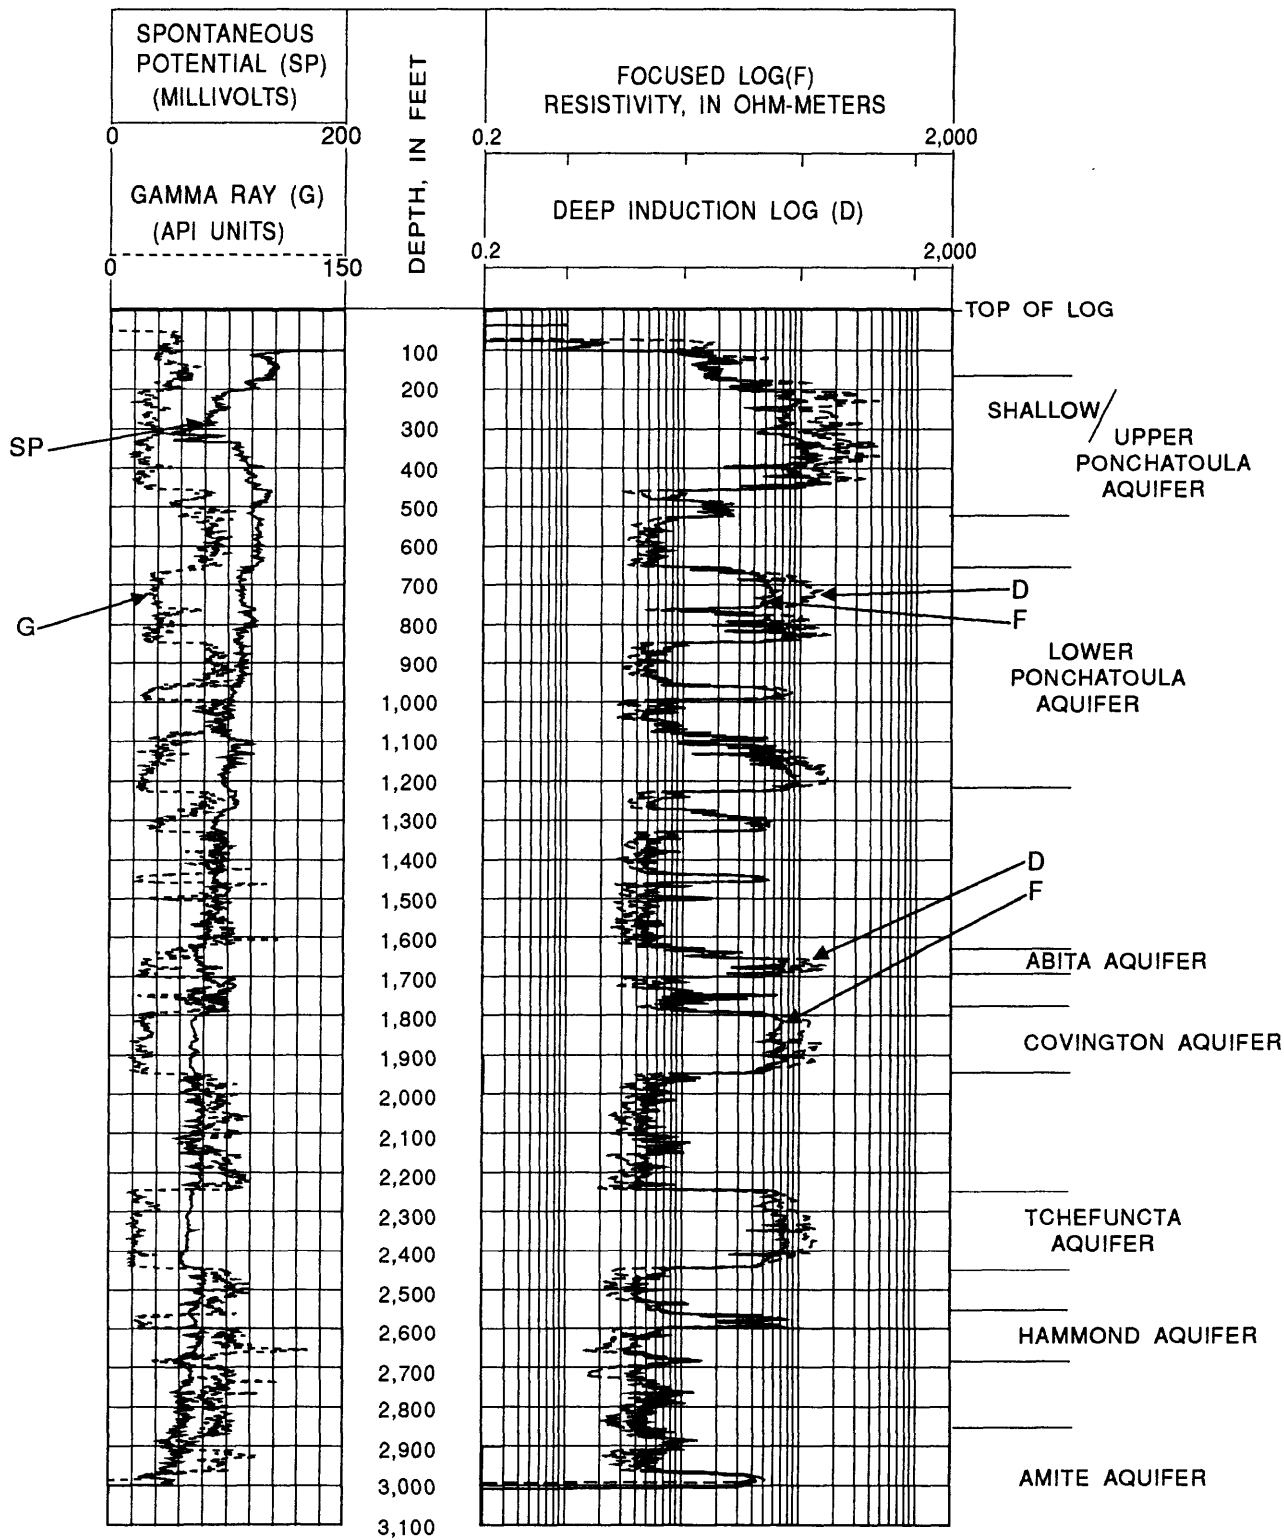 SPONTANEOUS
POTENTIAL (SP)
(MILLIVOLTS)
0 200
GAMMA RAY (G)
(API UNITS)
0 150
DEPTH, IN FEET
FOCUSED LOG(F)
RESISTIVITY, IN OHM-METERS
0.2 2,000
DEEP INDUCTION LOG (D)
0.2 2,000
TOP OF LOG
100
200
300
400
500
600
700
800
900
1,000
1,100
1,200
1,300
1,400
1,500
1,600
1,700
1,800
1,900
2,000
2,100
2,200
2,300
2,400
2,500
2,600
2,700
2,800
2,900
3,000
3,100
SP
G
SHALLOW/
UPPER
PONCHATOULA
AQUIFER
D
F
LOWER
PONCHATOULA
AQUIFER
D
F
ABITA AQUIFER
COVINGTON AQUIFER
TCHEFUNCTA
AQUIFER
HAMMOND AQUIFER
AMITE AQUIFER